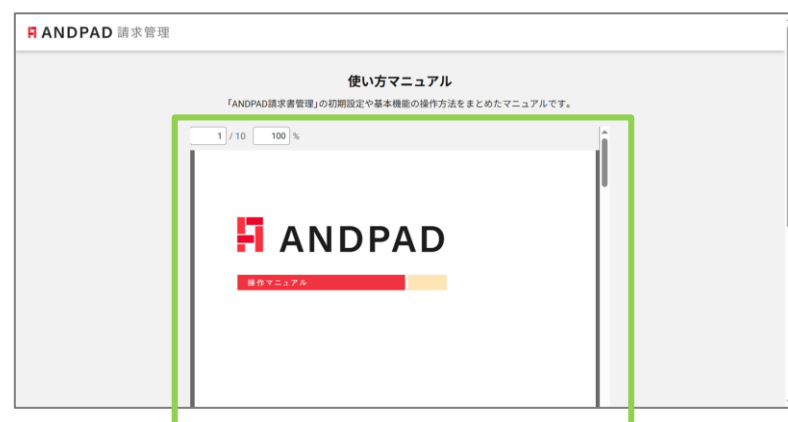 ANDPAD 請求管理
使い方マニュアル
「ANDPAD請求書管理」の初期設定や基本機能の操作方法をまとめたマニュアルです。
1 / 10 100 %
ANDPAD
操作マニュアル